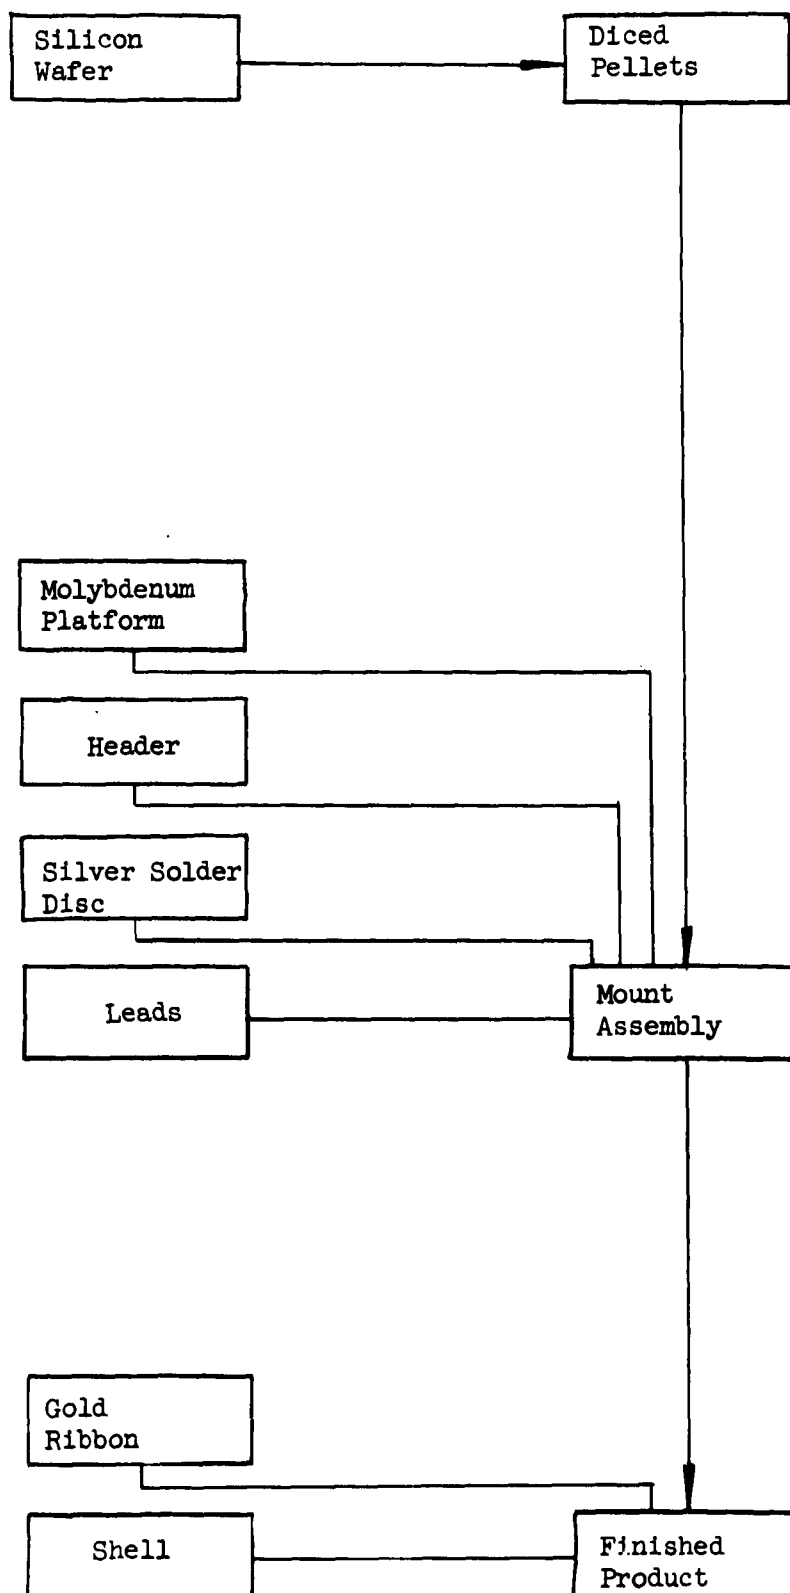 Silicon
Wafer
Diced
Pellets
Molybdenum
Platform
Header
Silver Solder
Disc
Leads
Mount
Assembly
Gold
Ribbon
Shell
Finished
Product